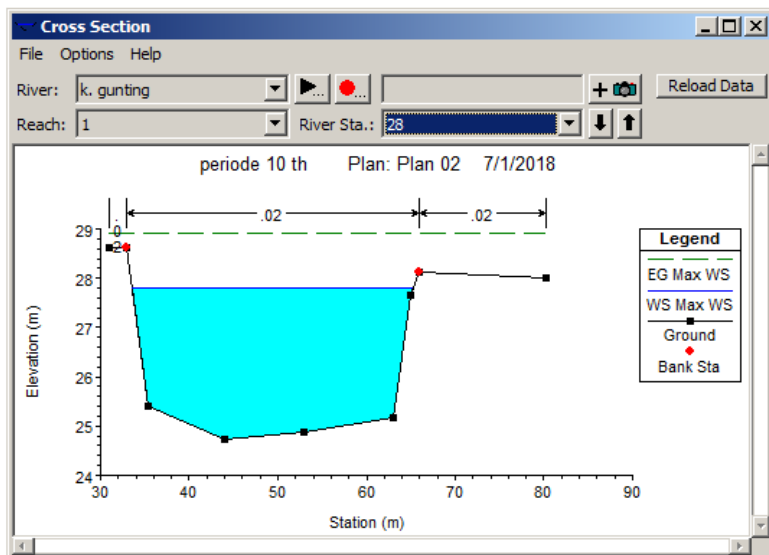 Cross Section
File Options Help
River: k. gunting ... ... + Reload Data
Reach: 1 River Sta.: 28
periode 10 th Plan: Plan 02 7/1/2018
.02 .02 .02
Elevation (m)
29
28
27
26
25
24
30 40 50 60 70 80 90
Station (m)
Legend
EG Max WS
WS Max WS
Ground
Bank Sta